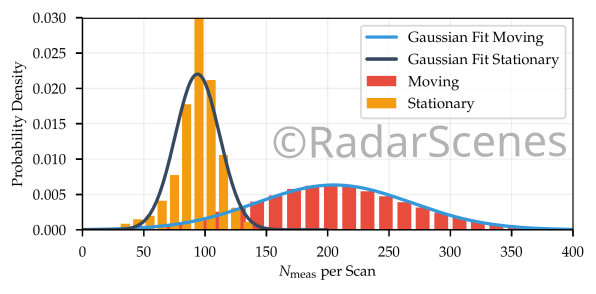 0.030
0.025
0.020
0.015
0.010
0.005
0.000
Probability Density
Gaussian Fit Moving
Gaussian Fit Stationary
Moving
Stationary
©RadarScenes
0 50 100 150 200 250 300 350 400
Nmeas per Scan